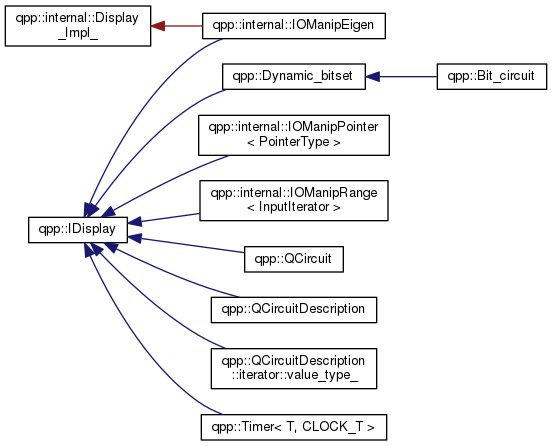 qpp::internal::Display
_Impl_
qpp::internal::IOManipEigen
qpp::Dynamic_bitset
qpp::Bit_circuit
qpp::internal::IOManipPointer
< PointerType >
qpp::internal::IOManipRange
< InputIterator >
qpp::IDisplay
qpp::QCircuit
qpp::QCircuitDescription
qpp::QCircuitDescription
::iterator::value_type_
qpp::Timer< T, CLOCK_T >